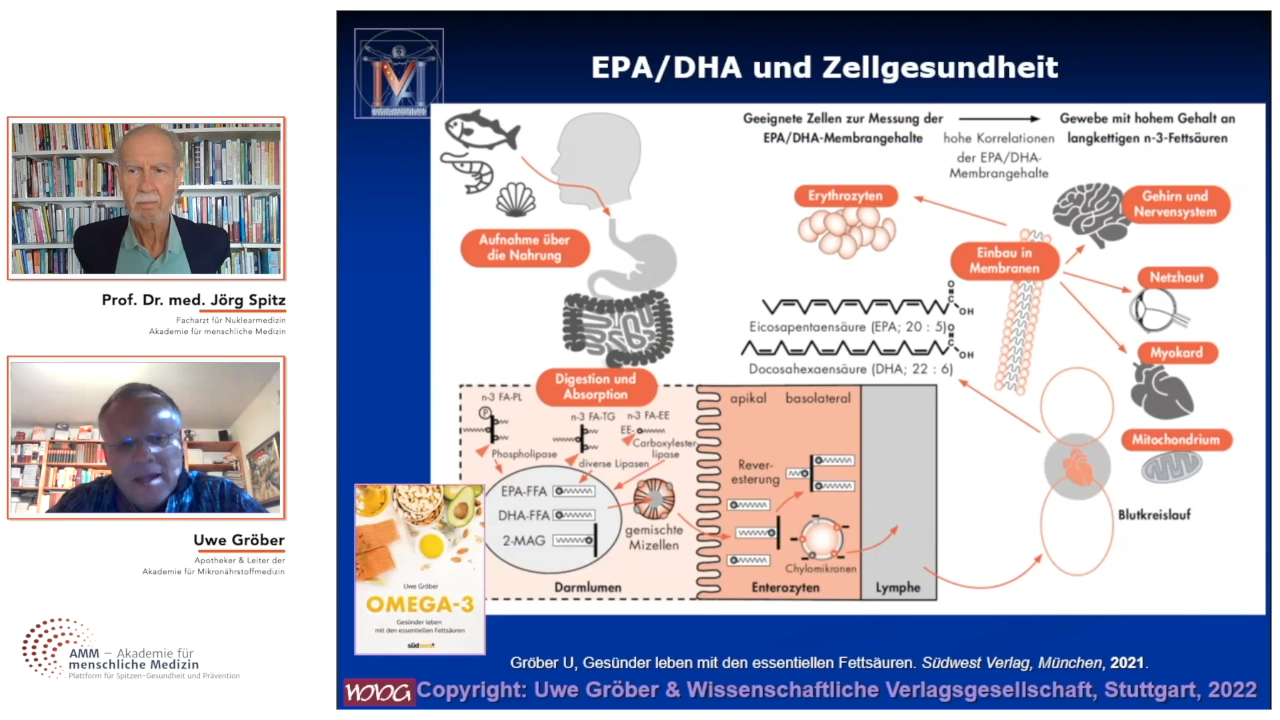 EPA/DHA und Zellgesundheit
Prof. Dr. med. Jörg Spitz
Facharzt für Nuklearmedizin
Akademie für menschliche Medizin
Uwe Gröber
Apotheker & Leiter der
Akademie für Mikronährstoffmedizin
AMM – Akademie für
menschliche Medizin
Plattform für Spitzen-Gesundheit und Prävention
Geeignete Zellen zur Messung der
EPA/DHA-Membrangehalte
hohe Korrelationen
der EPA/DHA-
Membrangehalte
Gewebe mit hohem Gehalt an
langkettigen n-3-Fettsäuren
Aufnahme über
die Nahrung
Erythrozyten
Einbau in
Membranen
Gehirn und
Nervensystem
Netzhaut
Myokard
Mitochondrium
Blutkreislauf
O
OH
Eicosapentaensäure (EPA; 20 : 5)
O
OH
Docosahexaensäure (DHA; 22 : 6)
Digestion und
Absorption
n-3 FA-PL
P
Phospholipase
n-3 FA-TG
diverse Lipasen
n-3 FA-EE
EE-
Carboxylester-
lipase
EPA-FFA
DHA-FFA
2-MAG
gemischte
Mizellen
Darmlumen
apikal
basolateral
Rever-
esterung
Chylomikronen
Enterozyten
Lymphe
Uwe Gröber
OMEGA-3
Gesünder leben
mit den essentiellen Fettsäuren
südwest
Gröber U, Gesünder leben mit den essentiellen Fettsäuren. Südwest Verlag, München, 2021.
Copyright: Uwe Gröber & Wissenschaftliche Verlagsgesellschaft, Stuttgart, 2022